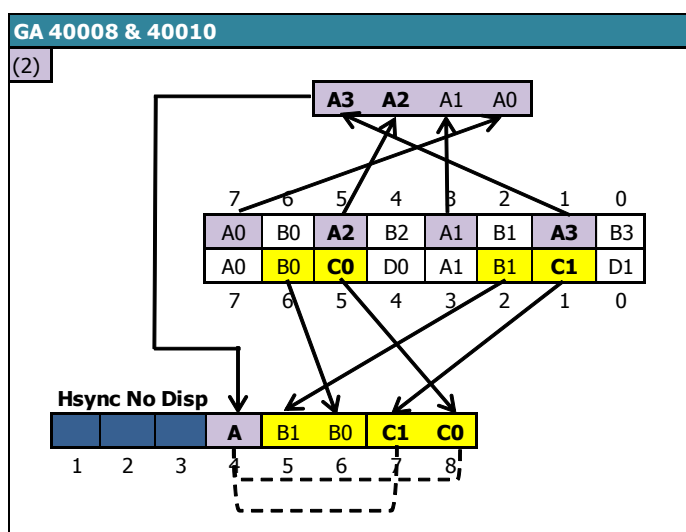 GA 40008 & 40010
(2)
A3 A2 A1 A0
7 6 5 4 3 2 1 0
A0 B0 A2 B2 A1 B1 A3 B3
A0 B0 C0 D0 A1 B1 C1 D1
7 6 5 4 3 2 1 0
Hsync No Disp
A B1 B0 C1 C0
1 2 3 4 5 6 7 8